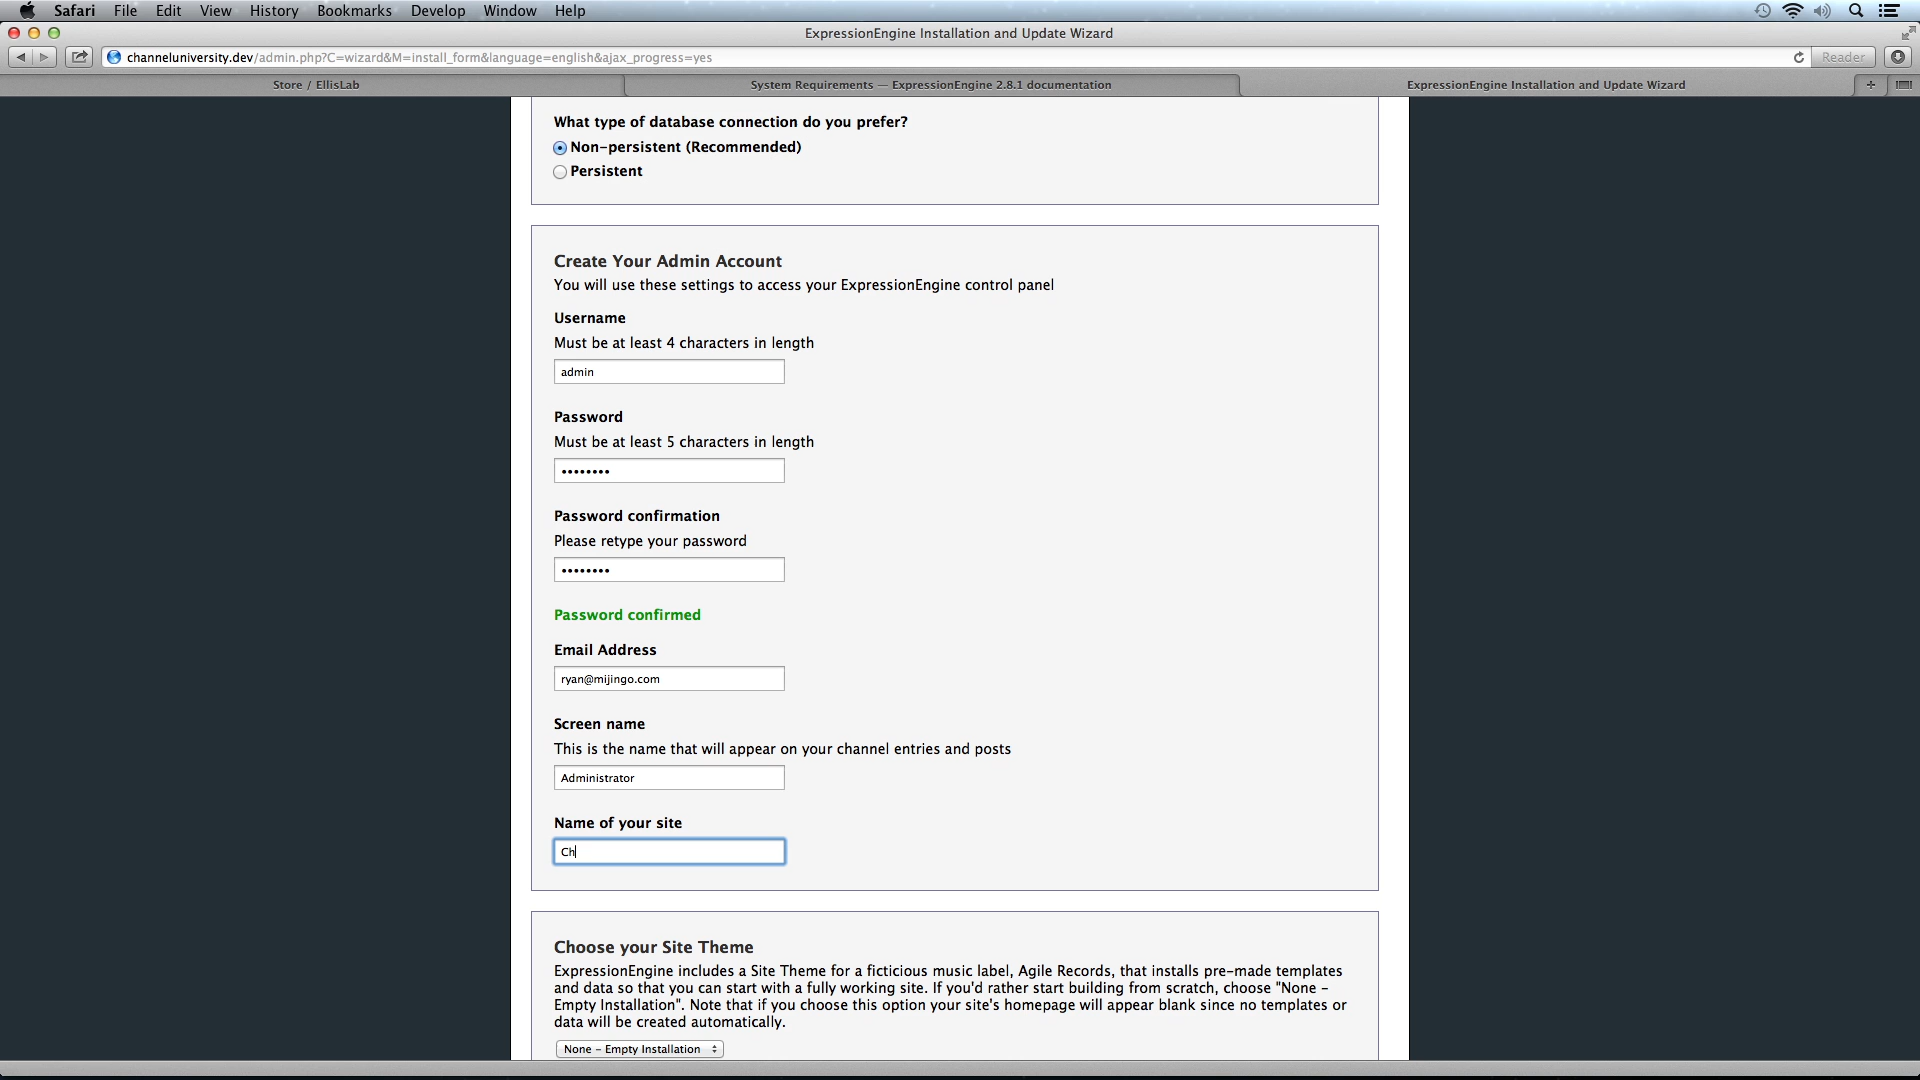 Safari File Edit View History Bookmarks Develop Window Help
ExpressionEngine Installation and Update Wizard
channeluniversity.dev/admin.php?C=wizard&M=install_form&language=english&ajax_progress=yes
Reader
Store / EllisLab
System Requirements — ExpressionEngine 2.8.1 documentation
ExpressionEngine Installation and Update Wizard
What type of database connection do you prefer?
Non-persistent (Recommended)
Persistent
Create Your Admin Account
You will use these settings to access your ExpressionEngine control panel
Username
Must be at least 4 characters in length
admin
Password
Must be at least 5 characters in length
••••••••
Password confirmation
Please retype your password
••••••••
Password confirmed
Email Address
ryan@mijingo.com
Screen name
This is the name that will appear on your channel entries and posts
Administrator
Name of your site
Ch
Choose your Site Theme
ExpressionEngine includes a Site Theme for a ficticious music label, Agile Records, that installs pre-made templates
and data so that you can start with a fully working site. If you'd rather start building from scratch, choose "None -
Empty Installation". Note that if you choose this option your site's homepage will appear blank since no templates or
data will be created automatically.
None - Empty Installation